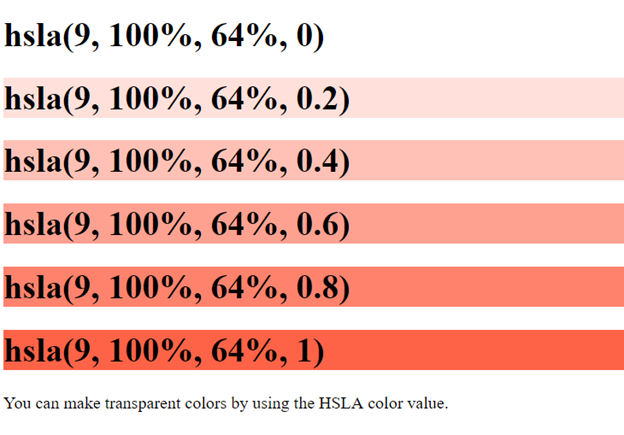 hsla(9, 100%, 64%, 0)
hsla(9, 100%, 64%, 0.2)
hsla(9, 100%, 64%, 0.4)
hsla(9, 100%, 64%, 0.6)
hsla(9, 100%, 64%, 0.8)
hsla(9, 100%, 64%, 1)
You can make transparent colors by using the HSLA color value.